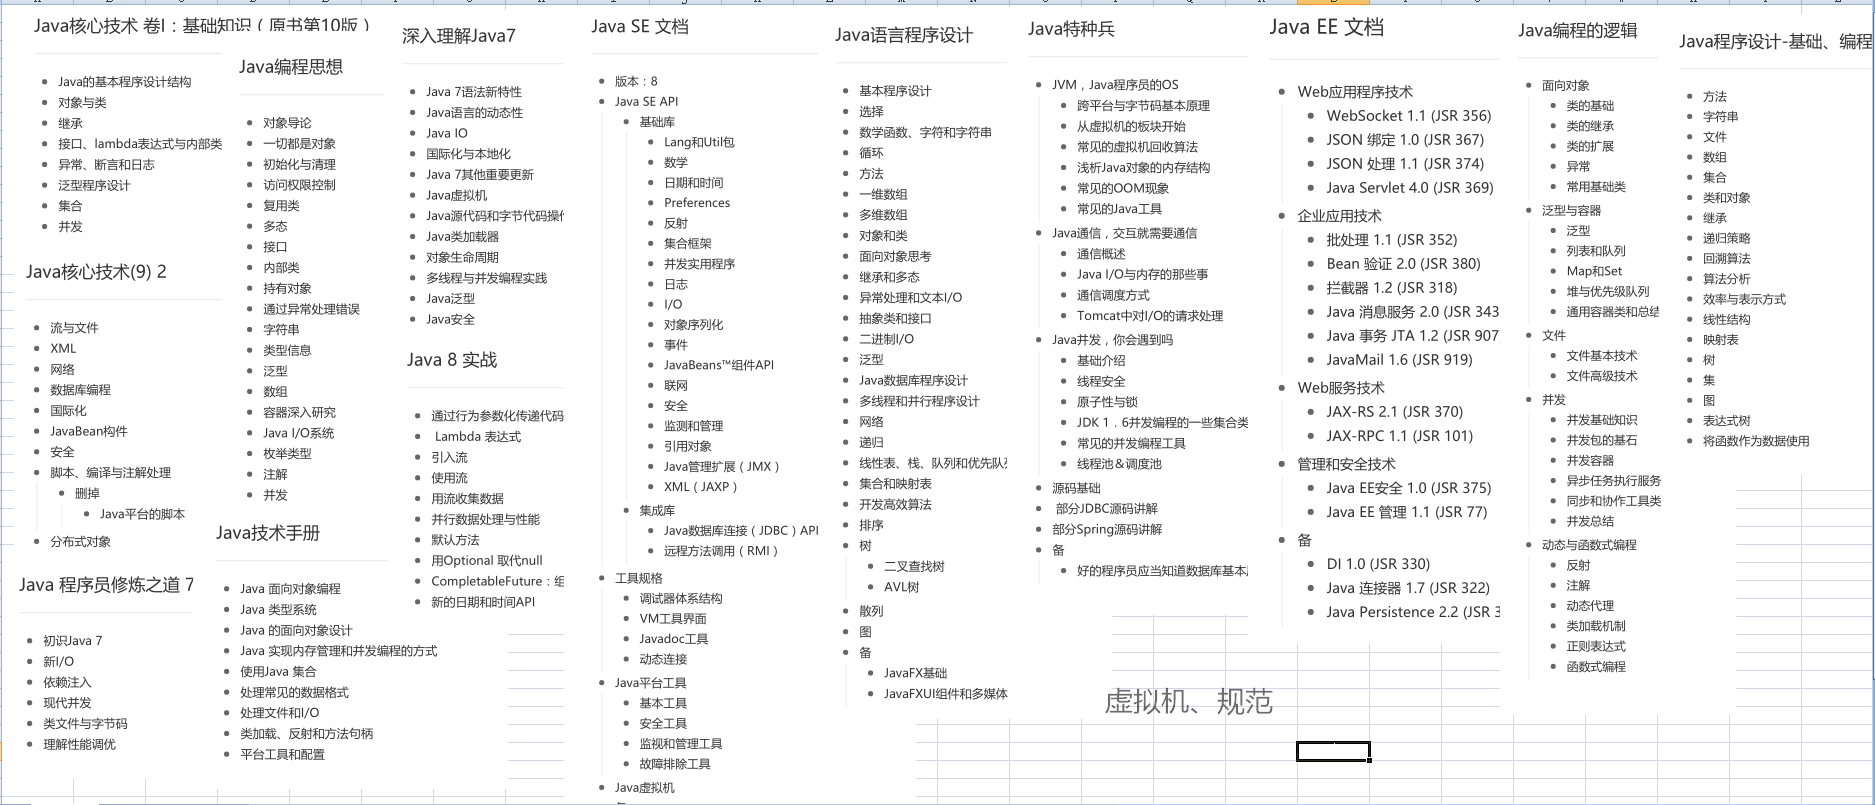 Java核心技术 卷I：基础知识（原书第10版）
Java的基本程序设计结构
对象与类
继承
接口、lambda表达式与内部类
异常、断言和日志
泛型程序设计
集合
并发
Java核心技术(9) 2
流与文件
XML
网络
数据库编程
国际化
JavaBean构件
安全
脚本、编译与注解处理
删掉
Java平台的脚本
分布式对象
Java 程序员修炼之道 7
初识Java 7
新I/O
依赖注入
现代并发
类文件与字节码
理解性能调优
Java编程思想
对象导论
一切都是对象
初始化与清理
访问权限控制
复用类
多态
接口
内部类
持有对象
通过异常处理错误
字符串
类型信息
泛型
数组
容器深入研究
Java I/O系统
枚举类型
注解
并发
Java技术手册
Java 面向对象编程
Java 类型系统
Java 的面向对象设计
Java 实现内存管理和并发编程的方式
使用Java 集合
处理常见的数据格式
处理文件和I/O
类加载、反射和方法句柄
平台工具和配置
深入理解Java7
Java 7语法新特性
Java语言的动态性
Java IO
国际化与本地化
Java 7其他重要更新
Java虚拟机
Java源代码和字节代码操作
Java类加载器
对象生命周期
多线程与并发编程实践
Java泛型
Java安全
Java 8 实战
通过行为参数化传递代码
Lambda 表达式
引入流
使用流
用流收集数据
并行数据处理与性能
默认方法
用Optional 取代null
CompletableFuture：组
新的日期和时间API
Java SE 文档
版本：8
Java SE API
基础库
Lang和Util包
数学
日期和时间
Preferences
反射
集合框架
并发实用程序
日志
I/O
对象序列化
事件
JavaBeans™组件API
联网
安全
监测和管理
引用对象
Java管理扩展（JMX）
XML（JAXP）
集成库
Java数据库连接（JDBC）API
远程方法调用（RMI）
工具规格
调试器体系结构
VM工具界面
Javadoc工具
动态连接
Java平台工具
基本工具
安全工具
监视和管理工具
故障排除工具
Java虚拟机
Java语言程序设计
基本程序设计
选择
数学函数、字符和字符串
循环
方法
一维数组
多维数组
对象和类
面向对象思考
继承和多态
异常处理和文本I/O
抽象类和接口
二进制I/O
泛型
Java数据库程序设计
多线程和并行程序设计
网络
递归
线性表、栈、队列和优先队列
集合和映射表
开发高效算法
排序
树
二叉查找树
AVL树
散列
图
备
JavaFX基础
JavaFXUI组件和多媒体
Java特种兵
JVM，Java程序员的OS
跨平台与字节码基本原理
从虚拟机的板块开始
常见的虚拟机回收算法
浅析Java对象的内存结构
常见的OOM现象
常见的Java工具
Java通信，交互就需要通信
通信概述
Java I/O与内存的那些事
通信调度方式
Tomcat中对I/O的请求处理
Java并发，你会遇到吗
基础介绍
线程安全
原子性与锁
JDK 1．6并发编程的一些集合类
常见的并发编程工具
线程池＆调度池
源码基础
部分JDBC源码讲解
部分Spring源码讲解
备
好的程序员应当知道数据库基本
虚拟机、规范
Java EE 文档
Web应用程序技术
WebSocket 1.1 (JSR 356)
JSON 绑定 1.0 (JSR 367)
JSON 处理 1.1 (JSR 374)
Java Servlet 4.0 (JSR 369)
企业应用技术
批处理 1.1 (JSR 352)
Bean 验证 2.0 (JSR 380)
拦截器 1.2 (JSR 318)
Java 消息服务 2.0 (JSR 343
Java 事务 JTA 1.2 (JSR 907)
JavaMail 1.6 (JSR 919)
Web服务技术
JAX-RS 2.1 (JSR 370)
JAX-RPC 1.1 (JSR 101)
管理和安全技术
Java EE安全 1.0 (JSR 375)
Java EE 管理 1.1 (JSR 77)
备
DI 1.0 (JSR 330)
Java 连接器 1.7 (JSR 322)
Java Persistence 2.2 (JSR 3
Java编程的逻辑
面向对象
类的基础
类的继承
类的扩展
异常
常用基础类
泛型与容器
泛型
列表和队列
Map和Set
堆与优先级队列
通用容器类和总结
文件
文件基本技术
文件高级技术
并发
并发基础知识
并发包的基石
并发容器
异步任务执行服务
同步和协作工具类
并发总结
动态与函数式编程
反射
注解
动态代理
类加载机制
正则表达式
函数式编程
Java程序设计-基础、编程
方法
字符串
文件
数组
集合
类和对象
继承
递归策略
回溯算法
算法分析
效率与表示方式
线性结构
映射表
树
集
图
表达式树
将函数作为数据使用